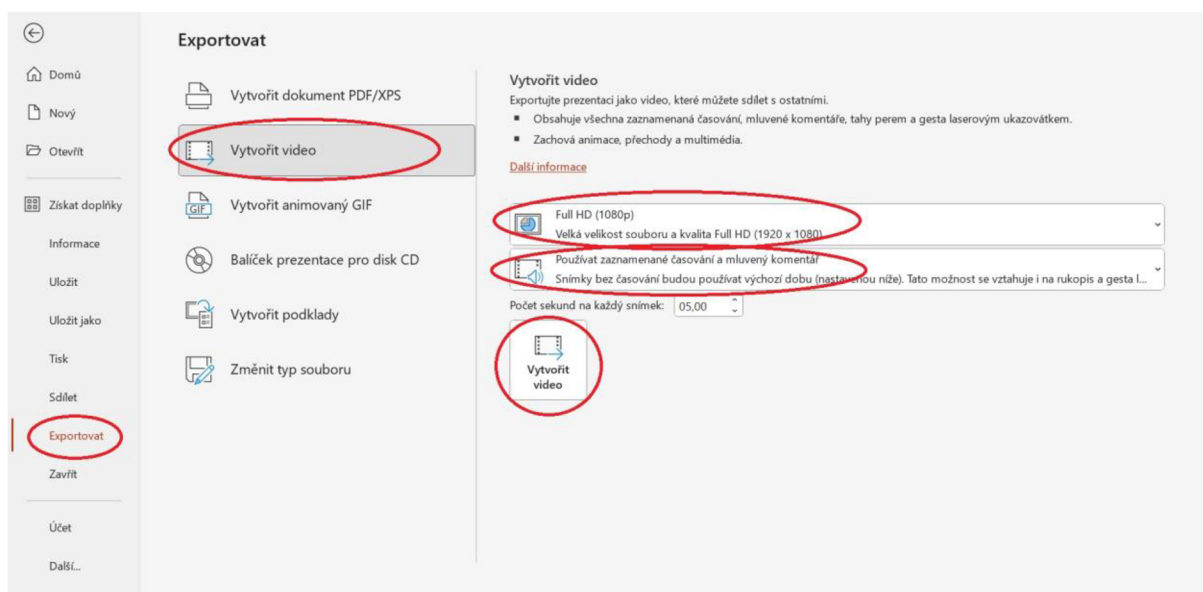 Exportovat
Domů
Nový
Otevřít
Získat doplňky
Informace
Uložit
Uložit jako
Tisk
Sdílet
Exportovat
Zavřít
Účet
Další...
Vytvořit dokument PDF/XPS
Vytvořit video
GIF
Vytvořit animovaný GIF
Balíček prezentace pro disk CD
Vytvořit podklady
Změnit typ souboru
Vytvořit video
Exportujte prezentaci jako video, které můžete sdílet s ostatními.
▪ Obsahuje všechna zaznamenaná časování, mluvené komentáře, tahy perem a gesta laserovým ukazovátkem.
▪ Zachová animace, přechody a multimédia.
Další informace
Full HD (1080p)
Velká velikost souboru a kvalita Full HD (1920 x 1080)
Používat zaznamenané časování a mluvený komentář
Snímky bez časování budou používat výchozí dobu (nastavenou níže). Tato možnost se vztahuje i na rukopis a gesta l...
Počet sekund na každý snímek: 05,00
Vytvořit
video